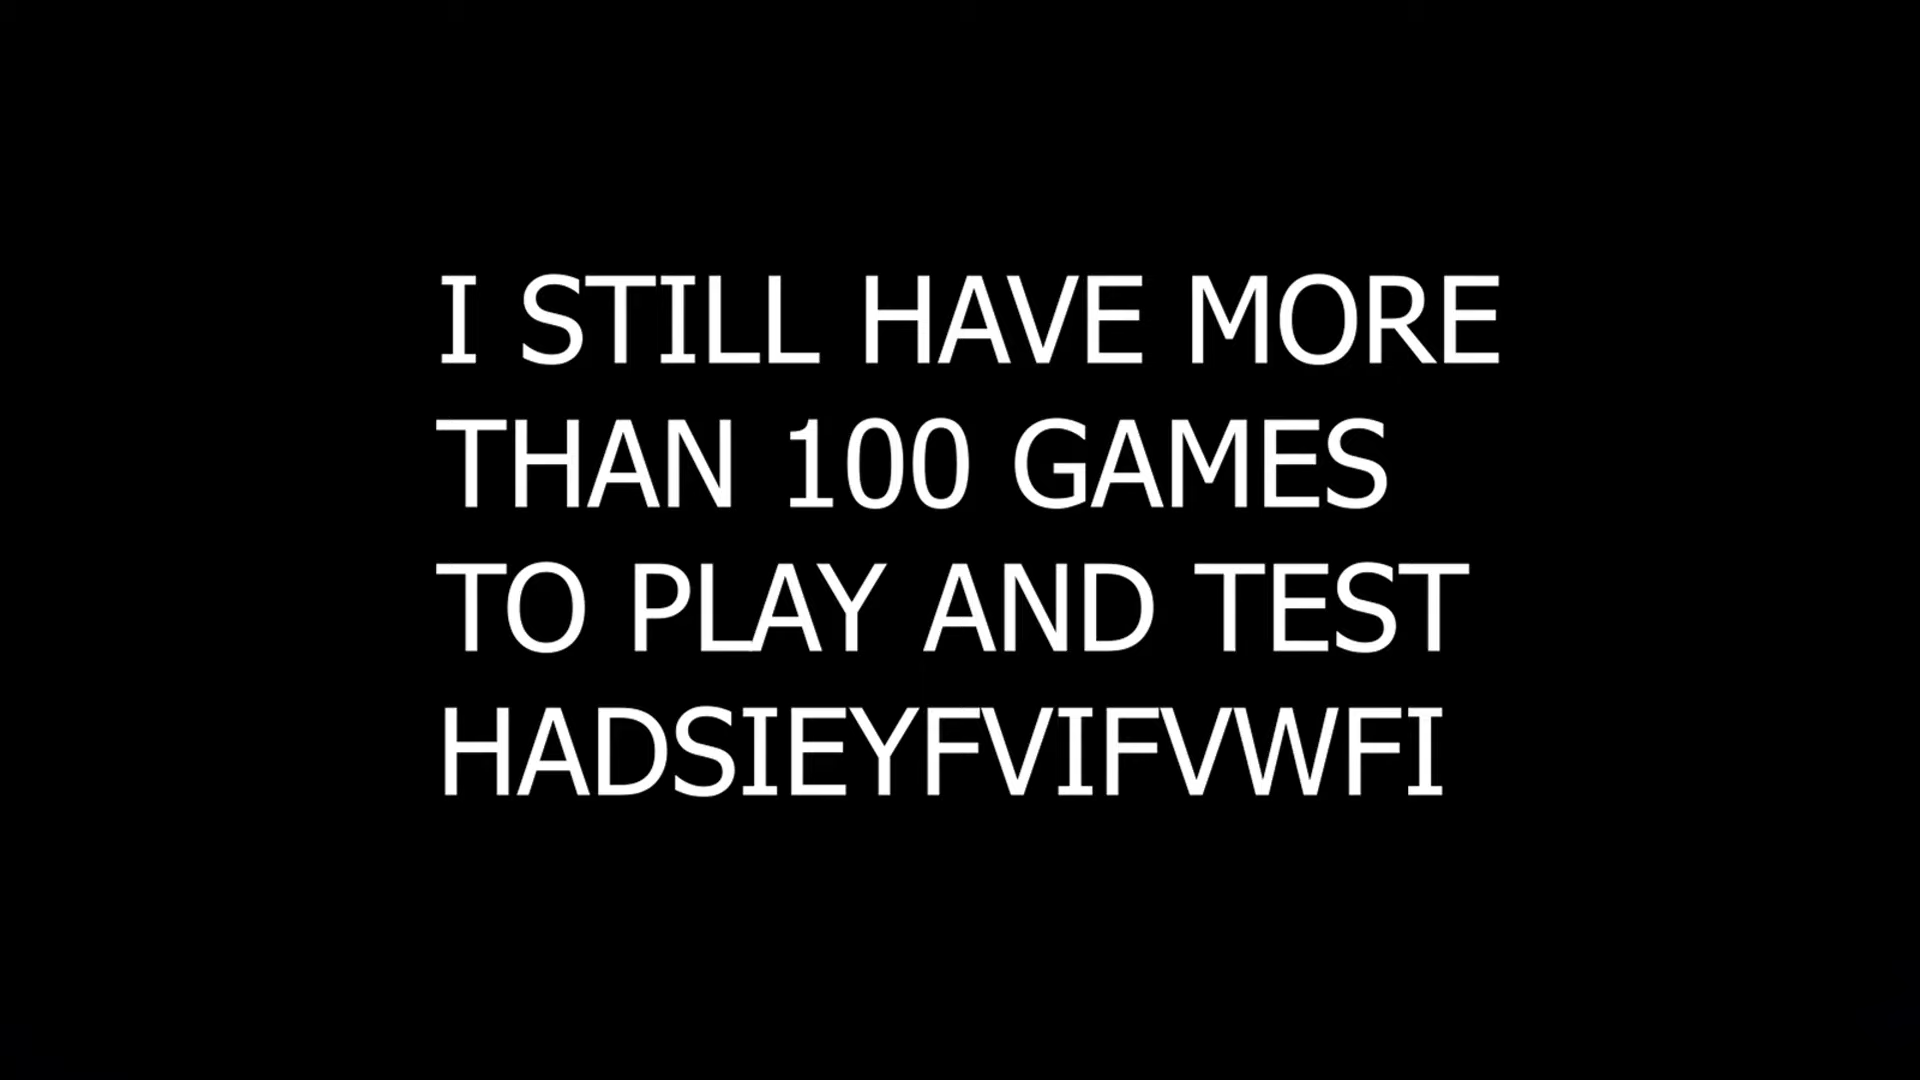 I STILL HAVE MORE
THAN 100 GAMES
TO PLAY AND TEST
HADSIEYFVIFVWFI